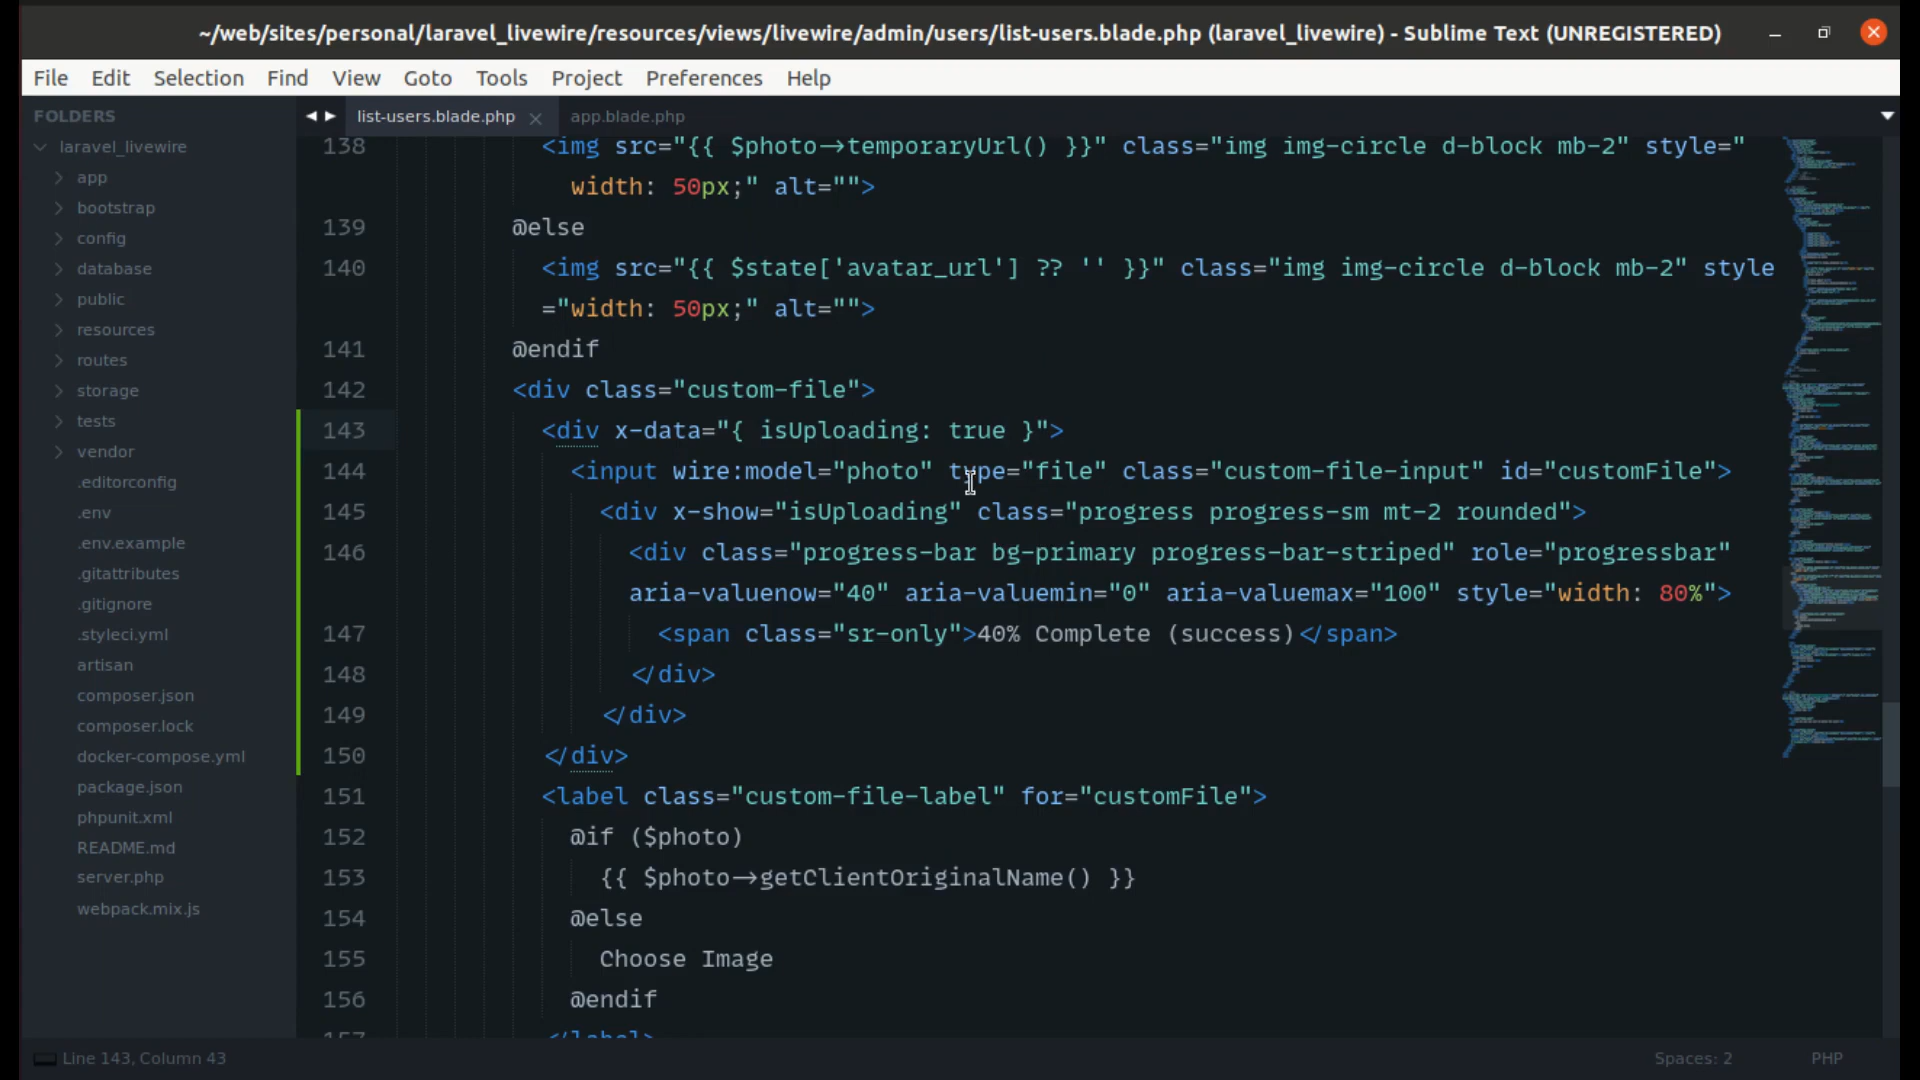 ~/web/sites/personal/laravel_livewire/resources/views/livewire/admin/users/list-users.blade.php (laravel_livewire) - Sublime Text (UNREGISTERED)
File Edit Selection Find View Goto Tools Project Preferences Help
FOLDERS
laravel_livewire
app
bootstrap
config
database
public
resources
routes
storage
tests
vendor
.editorconfig
.env
.env.example
.gitattributes
.gitignore
.styleci.yml
artisan
composer.json
composer.lock
docker-compose.yml
package.json
phpunit.xml
README.md
server.php
webpack.mix.js
list-users.blade.php app.blade.php
138 <img src="{{ $photo->temporaryUrl() }}" class="img img-circle d-block mb-2" style="
width: 50px;" alt="">
139 @else
140 <img src="{{ $state['avatar_url'] ?? '' }}" class="img img-circle d-block mb-2" style
="width: 50px;" alt="">
141 @endif
142 <div class="custom-file">
143 <div x-data="{ isUploading: true }">
144 <input wire:model="photo" type="file" class="custom-file-input" id="customFile">
145 <div x-show="isUploading" class="progress progress-sm mt-2 rounded">
146 <div class="progress-bar bg-primary progress-bar-striped" role="progressbar"
aria-valuenow="40" aria-valuemin="0" aria-valuemax="100" style="width: 80%">
147 <span class="sr-only">40% Complete (success)</span>
148 </div>
149 </div>
150 </div>
151 <label class="custom-file-label" for="customFile">
152 @if ($photo)
153 {{ $photo->getClientOriginalName() }}
154 @else
155 Choose Image
156 @endif
157 </label>
Line 143, Column 43 Spaces: 2 PHP